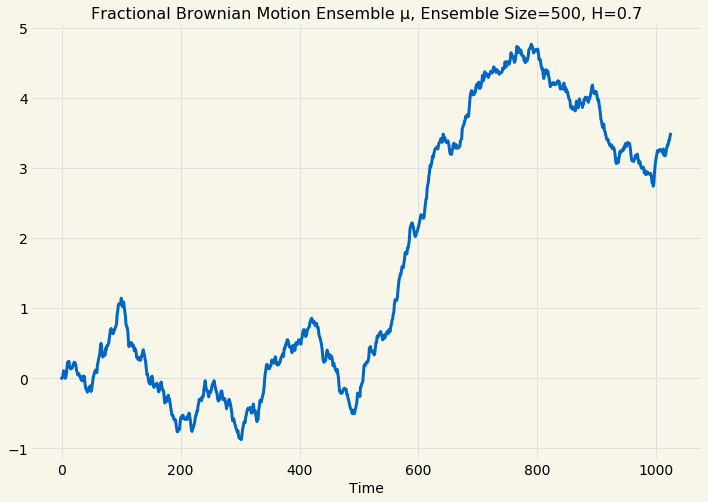 Fractional Brownian Motion Ensemble μ, Ensemble Size=500, H=0.7
5
4
3
2
1
0
−1
0 200 400 600 800 1000
Time